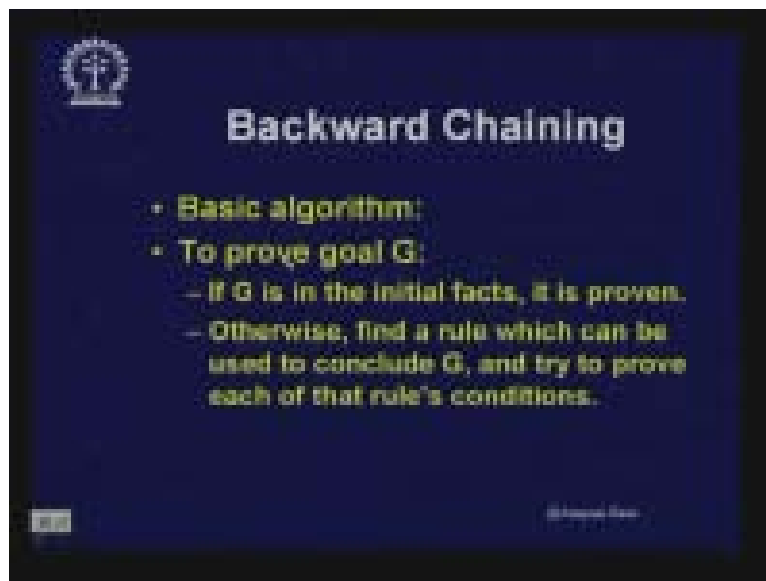 Backward Chaining
• Basic algorithm:
• To prove goal G:
– If G is in the initial facts, it is proven.
– Otherwise, find a rule which can be
used to conclude G, and try to prove
each of that rule's conditions.